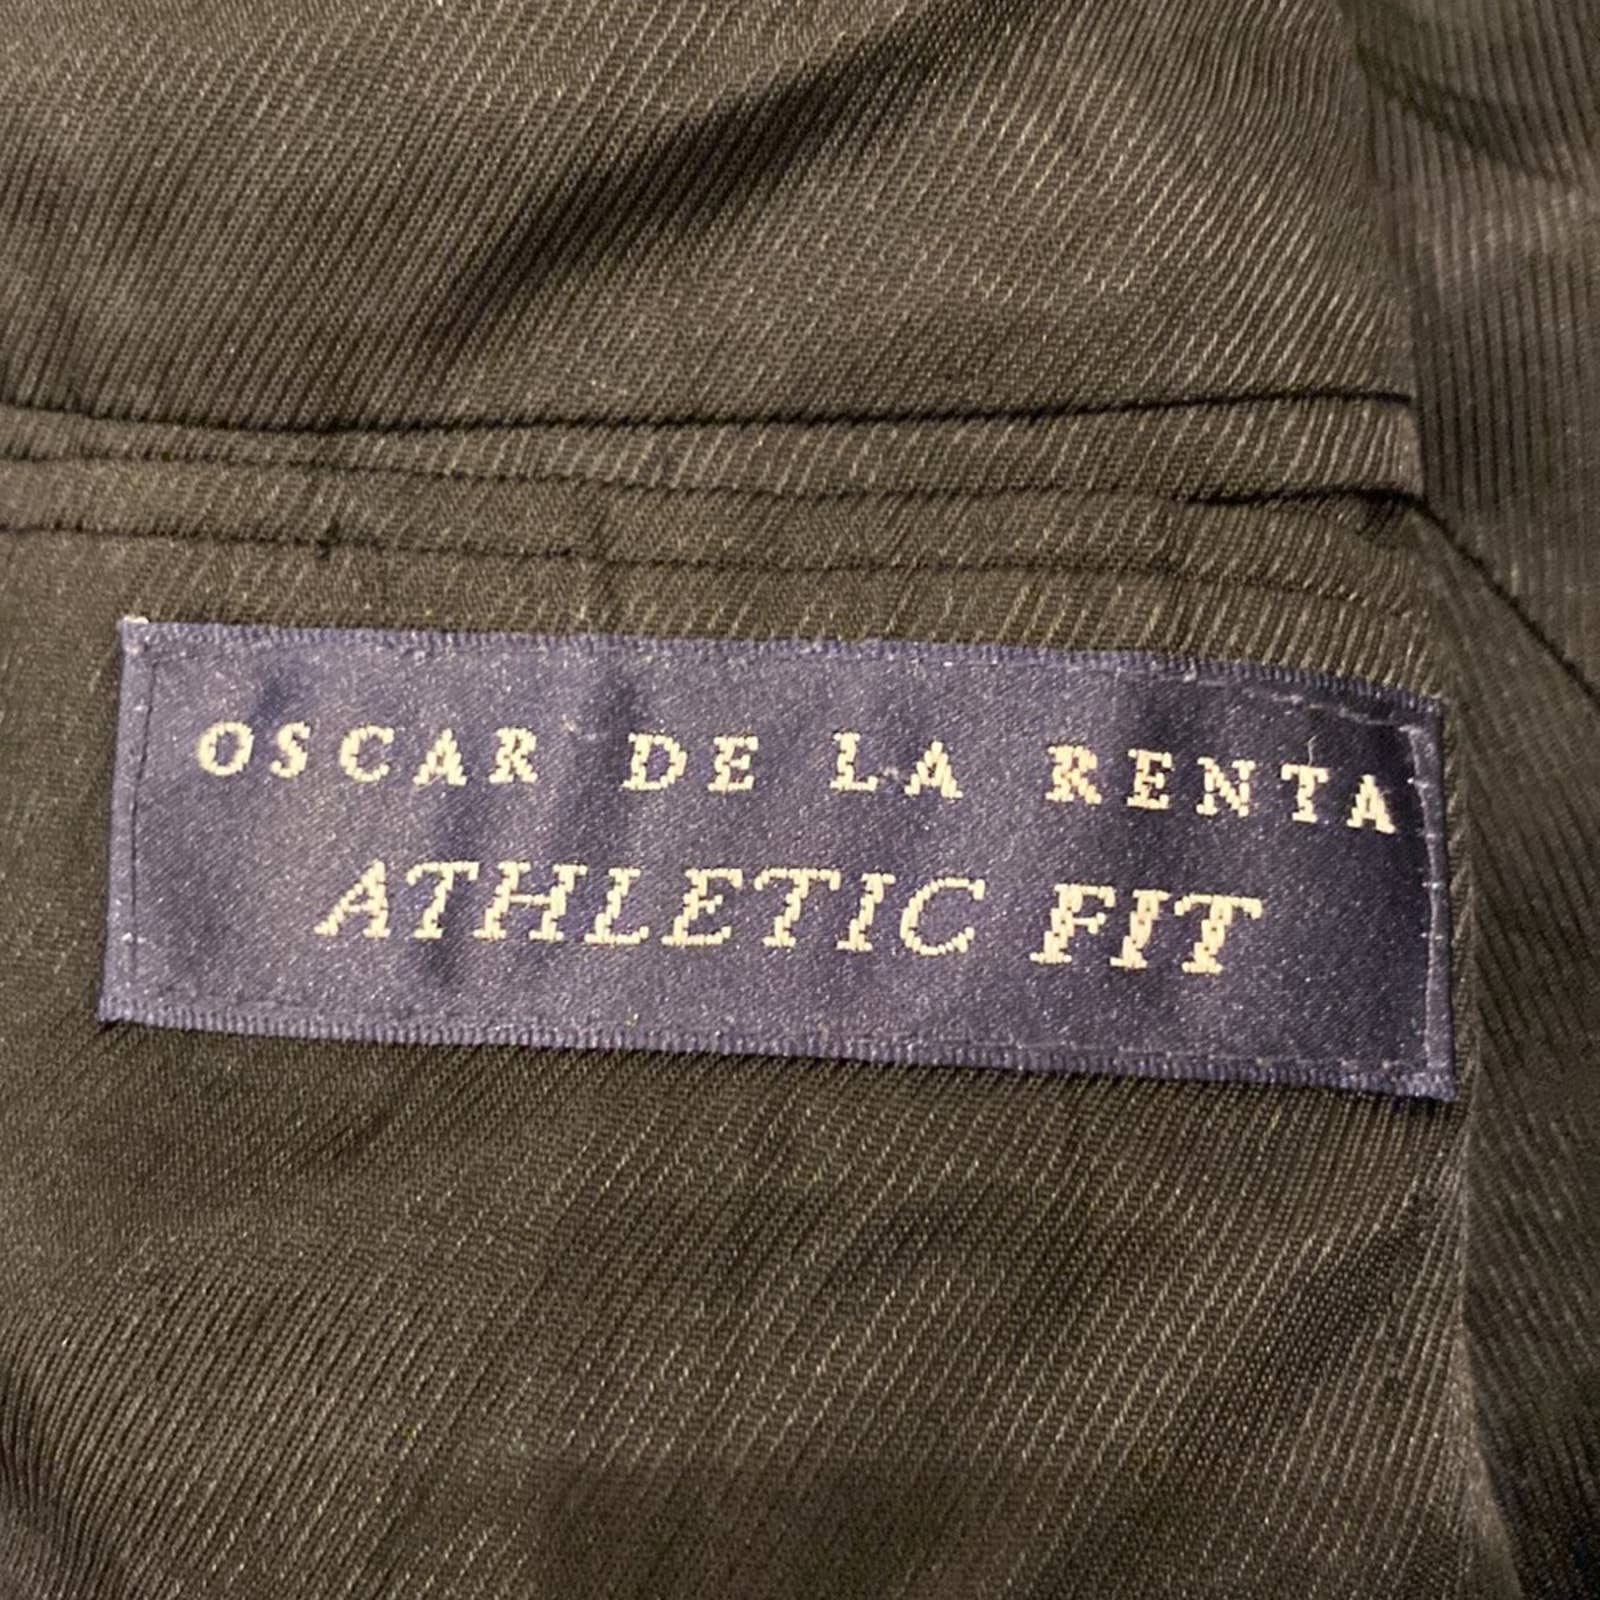 OSCAR DE LA RENTA
ATHLETIC FIT